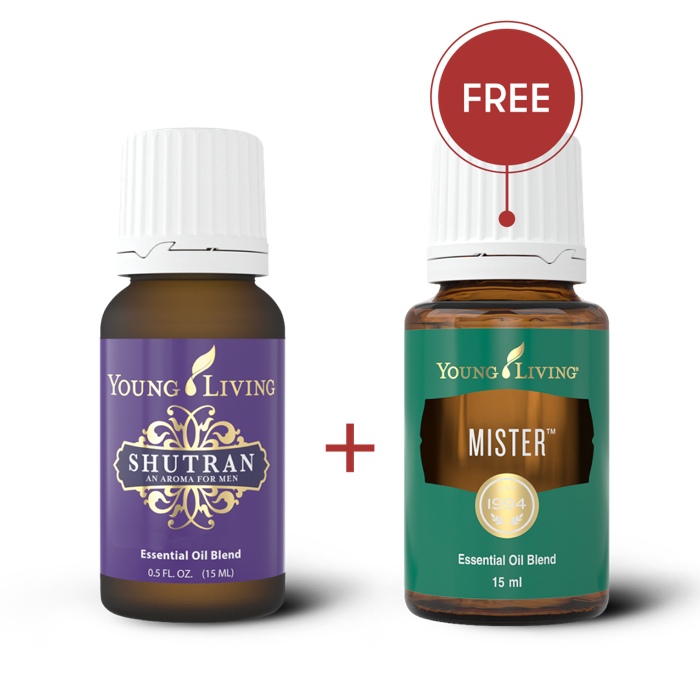 FREE
YOUNG LIVING
SHUTRAN
AN AROMA FOR MEN
Essential Oil Blend
0.5 FL. OZ. (15 ML)
+
YOUNG LIVING®
MISTER™
1994
Essential Oil Blend
15 ml